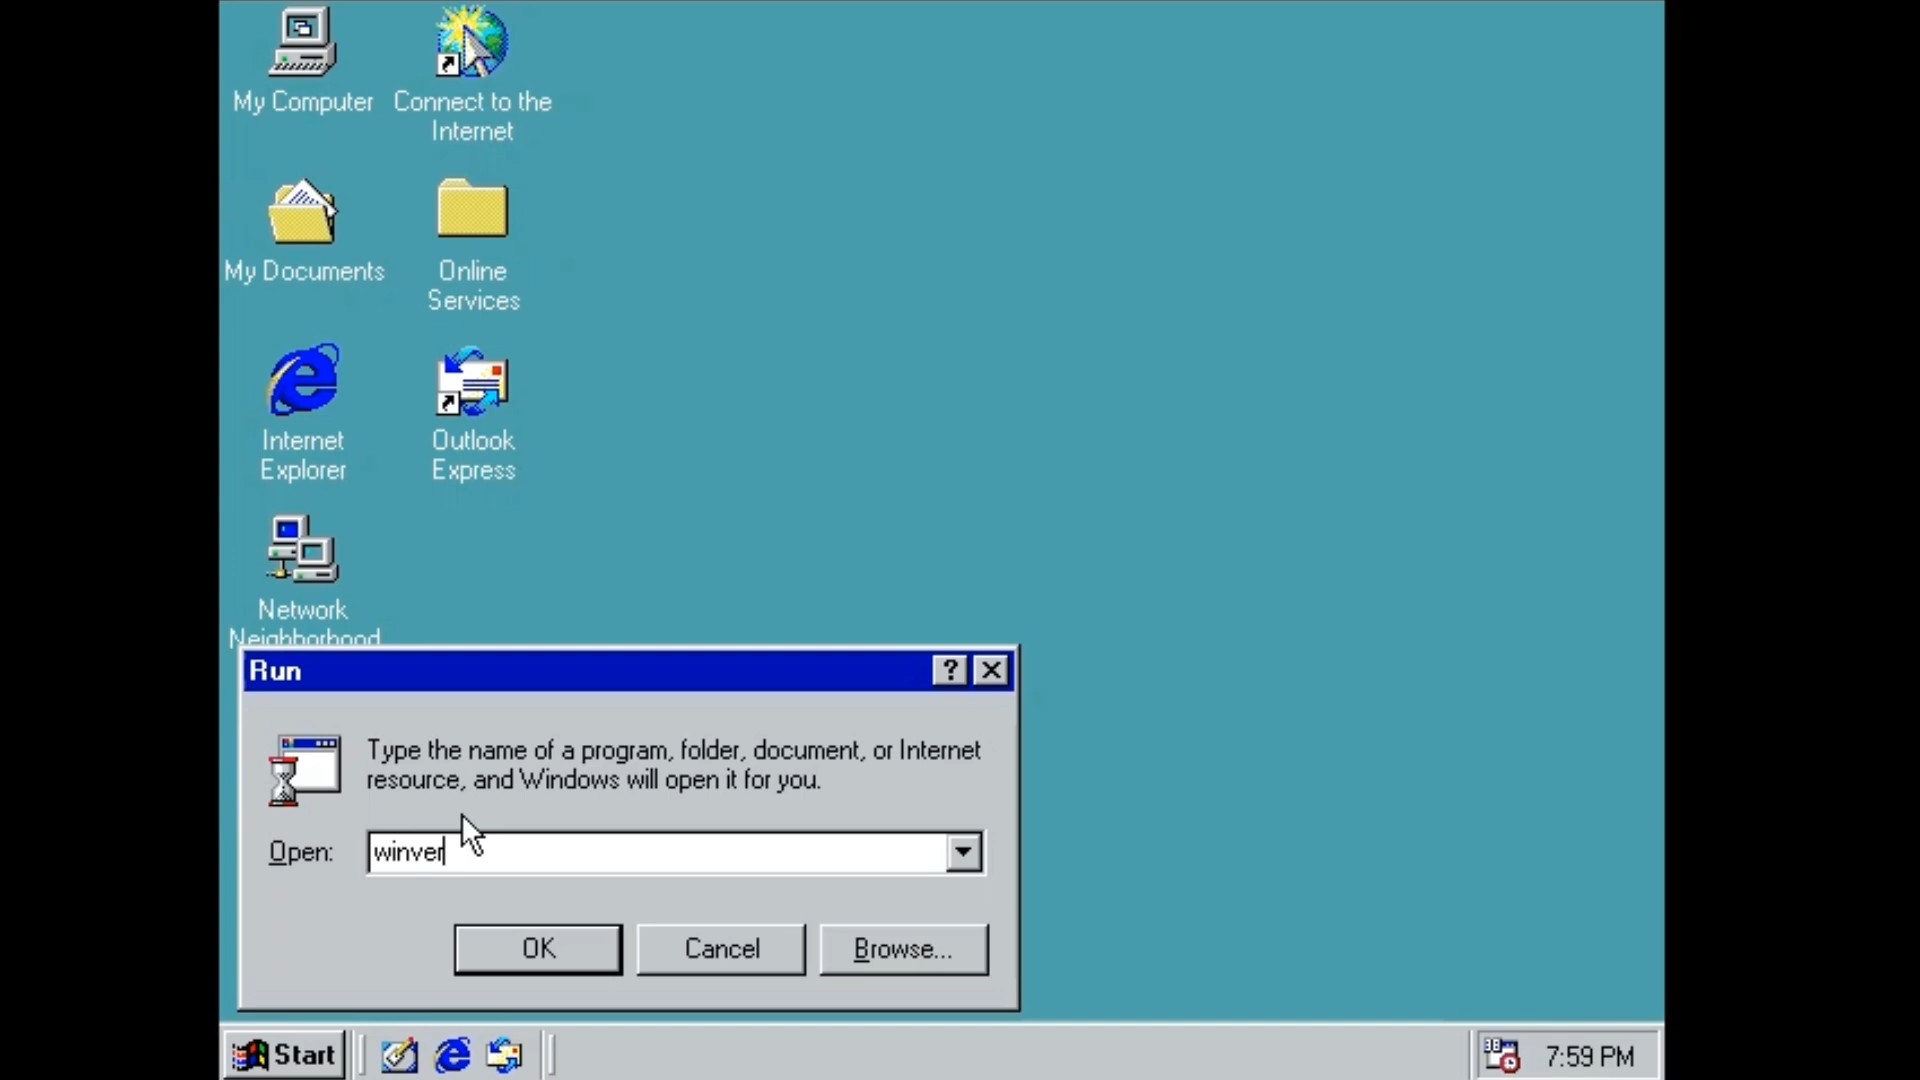 My Computer
Connect to the
Internet
My Documents
Online
Services
Internet
Explorer
Outlook
Express
Network
Neighborhood
Run
?
Type the name of a program, folder, document, or Internet
resource, and Windows will open it for you.
Open:
winver
OK
Cancel
Browse...
Start
7:59 PM